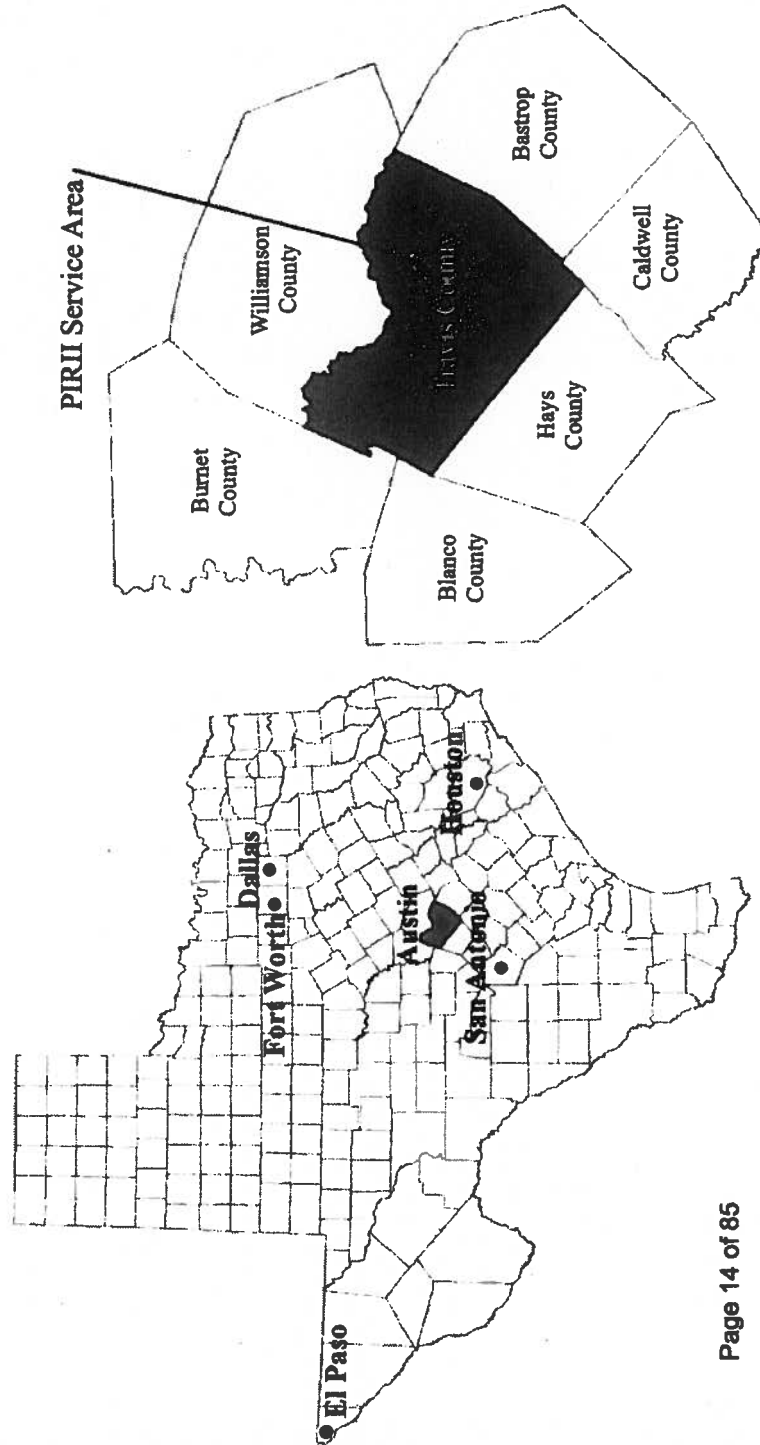 El Paso
Fort Worth
Dallas
Austin
San Antonio
Houston
PIRII Service Area
Burnet
County
Williamson
County
Travis County
Blanco
County
Hays
County
Bastrop
County
Caldwell
County
Page 14 of 85